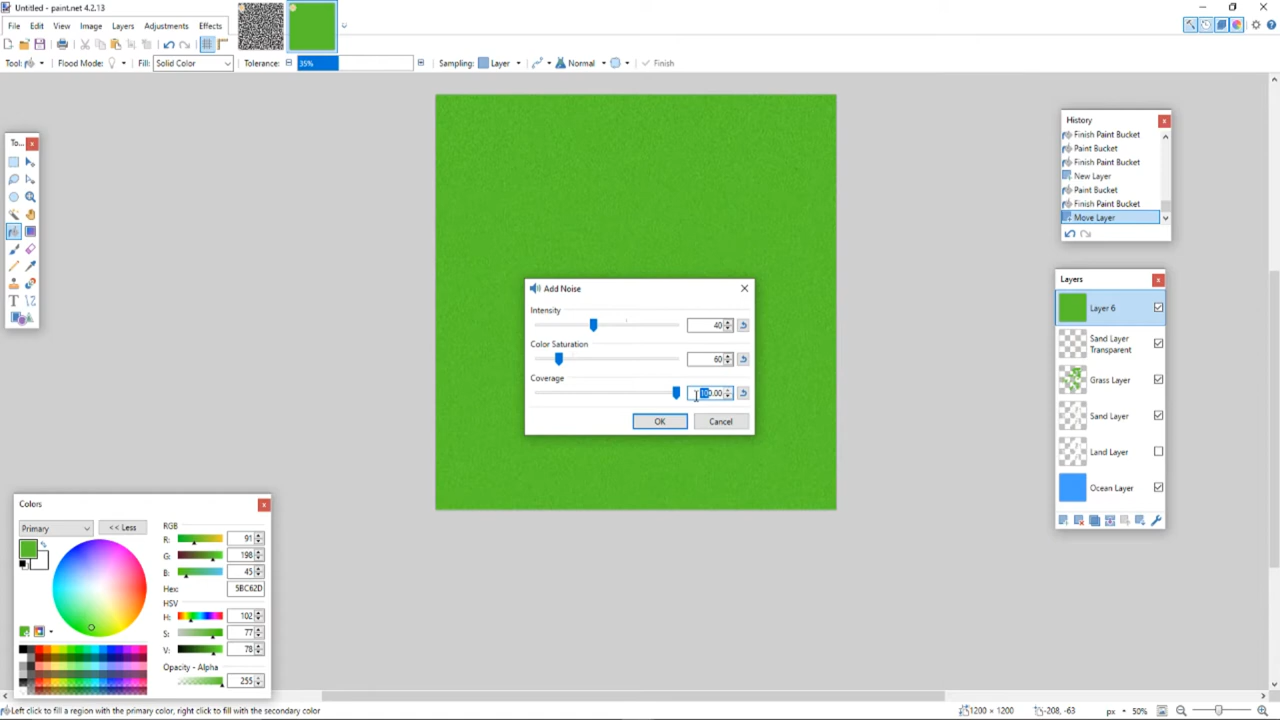 Untitled - paint.net 4.2.13
File Edit View Image Layers Adjustments Effects
Tool: Flood Mode: Fill: Solid Color Tolerance: 35% Sampling: Layer Normal Finish
To...
History
Finish Paint Bucket
Paint Bucket
Finish Paint Bucket
New Layer
Paint Bucket
Finish Paint Bucket
Move Layer
Add Noise
Intensity
40
Color Saturation
60
Coverage
100.00
OK Cancel
Layers
Layer 6
Sand Layer
Transparent
Grass Layer
Sand Layer
Land Layer
Ocean Layer
Colors
Primary << Less
RGB
R: 91
G: 198
B: 45
Hex: 5BC62D
HSV
H: 102
S: 77
V: 78
Opacity - Alpha
255
Left click to fill a region with the primary color, right click to fill with the secondary color
1200 × 1200 -208, -63 px 50%